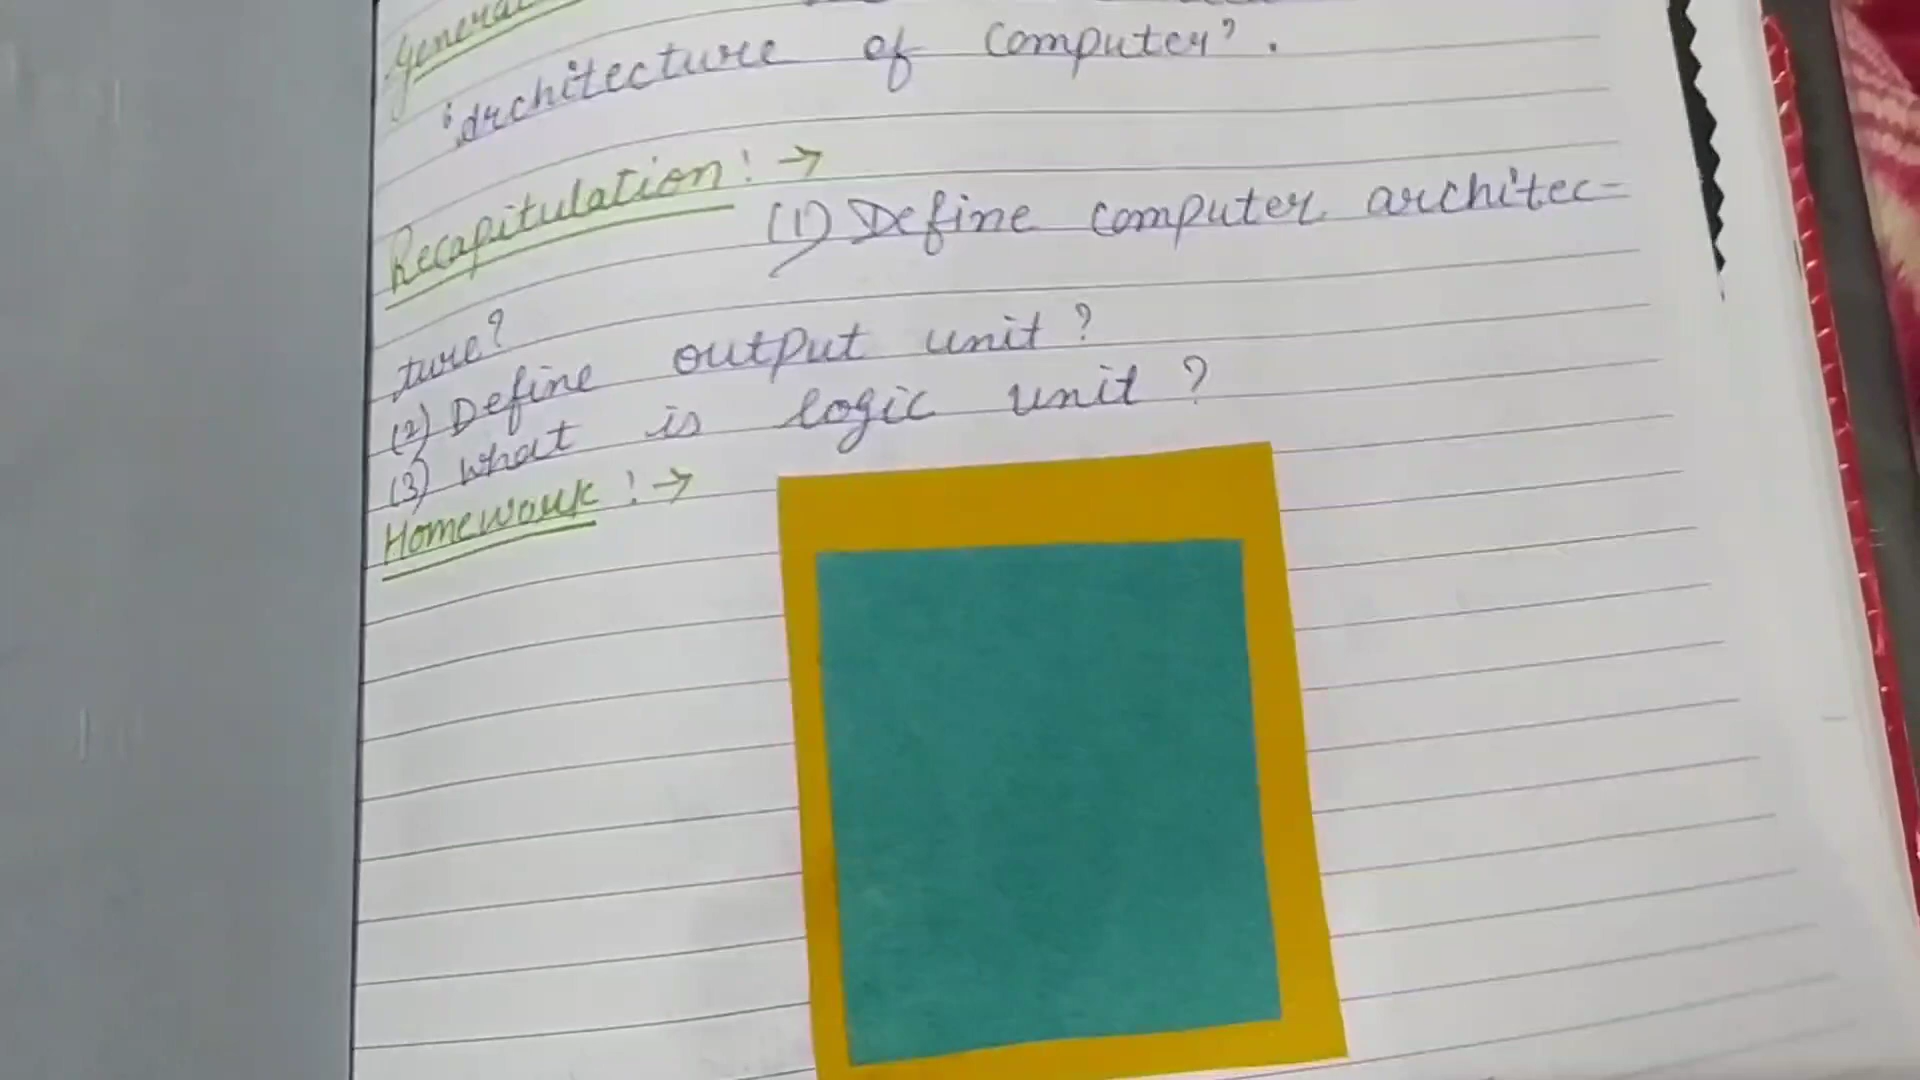 General
'Architecture of Computer'.
Recapitulation :→
(1) Define computer architec-
ture?
(2) Define output unit ?
(3) What is logic unit ?
Homework :→